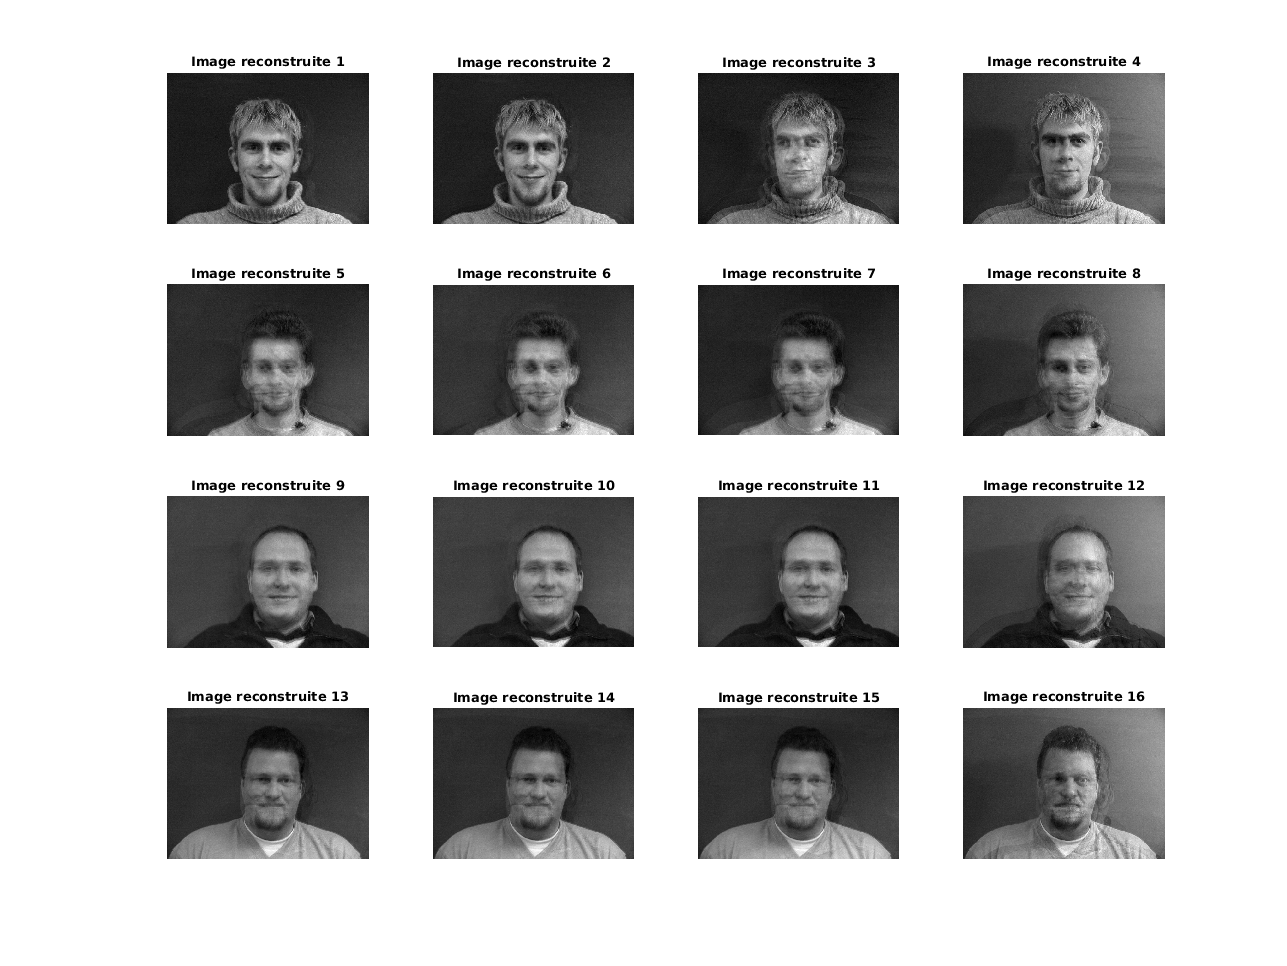 Image reconstruite 1
Image reconstruite 2
Image reconstruite 3
Image reconstruite 4
Image reconstruite 5
Image reconstruite 6
Image reconstruite 7
Image reconstruite 8
Image reconstruite 9
Image reconstruite 10
Image reconstruite 11
Image reconstruite 12
Image reconstruite 13
Image reconstruite 14
Image reconstruite 15
Image reconstruite 16